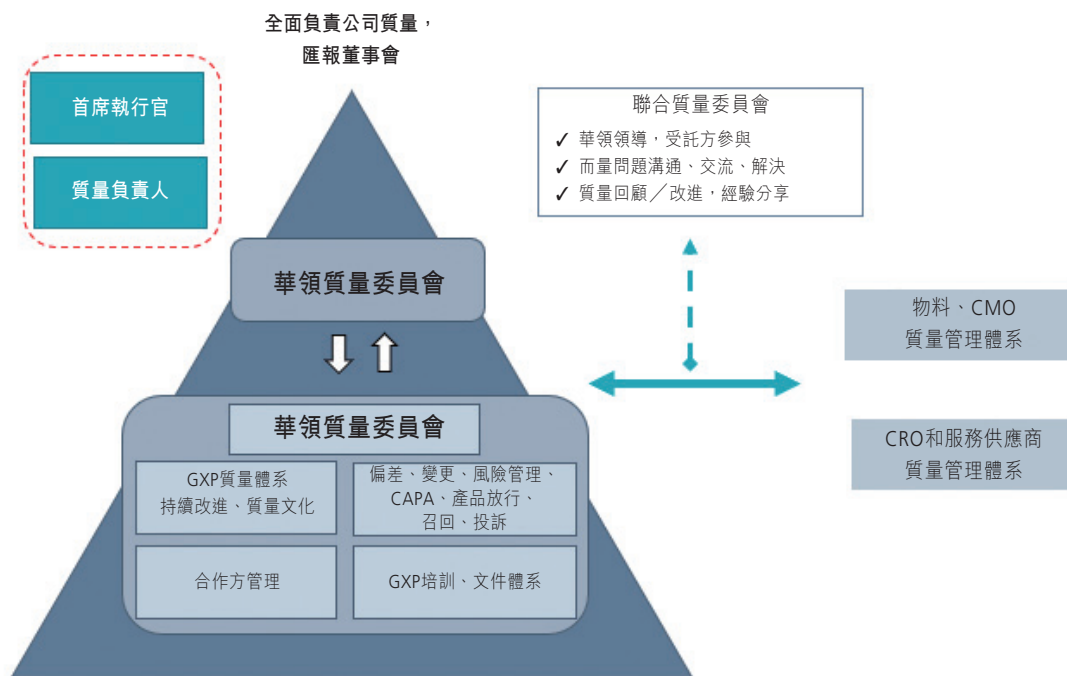 全面負責公司質量，
匯報董事會
首席執行官
質量負責人
聯合質量委員會
✓ 華領領導，受託方參與
✓ 而量問題溝通、交流、解決
✓ 質量回顧／改進，經驗分享
華領質量委員會
物料、CMO
質量管理體系
華領質量委員會
GXP質量體系
持續改進、質量文化
偏差、變更、風險管理、
CAPA、產品放行、
召回、投訴
CRO和服務供應商
質量管理體系
合作方管理
GXP培訓、文件體系